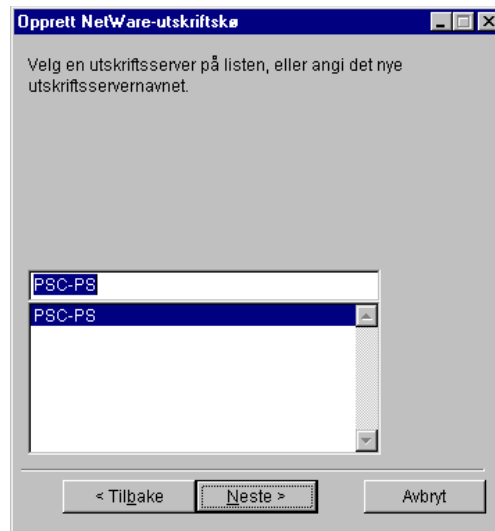 Opprett NetWare-utskriftskø
Velg en utskriftsserver på listen, eller angi det nye
utskriftsservernavnet.
PSC-PS
PSC-PS
< Tilbake Neste > Avbryt